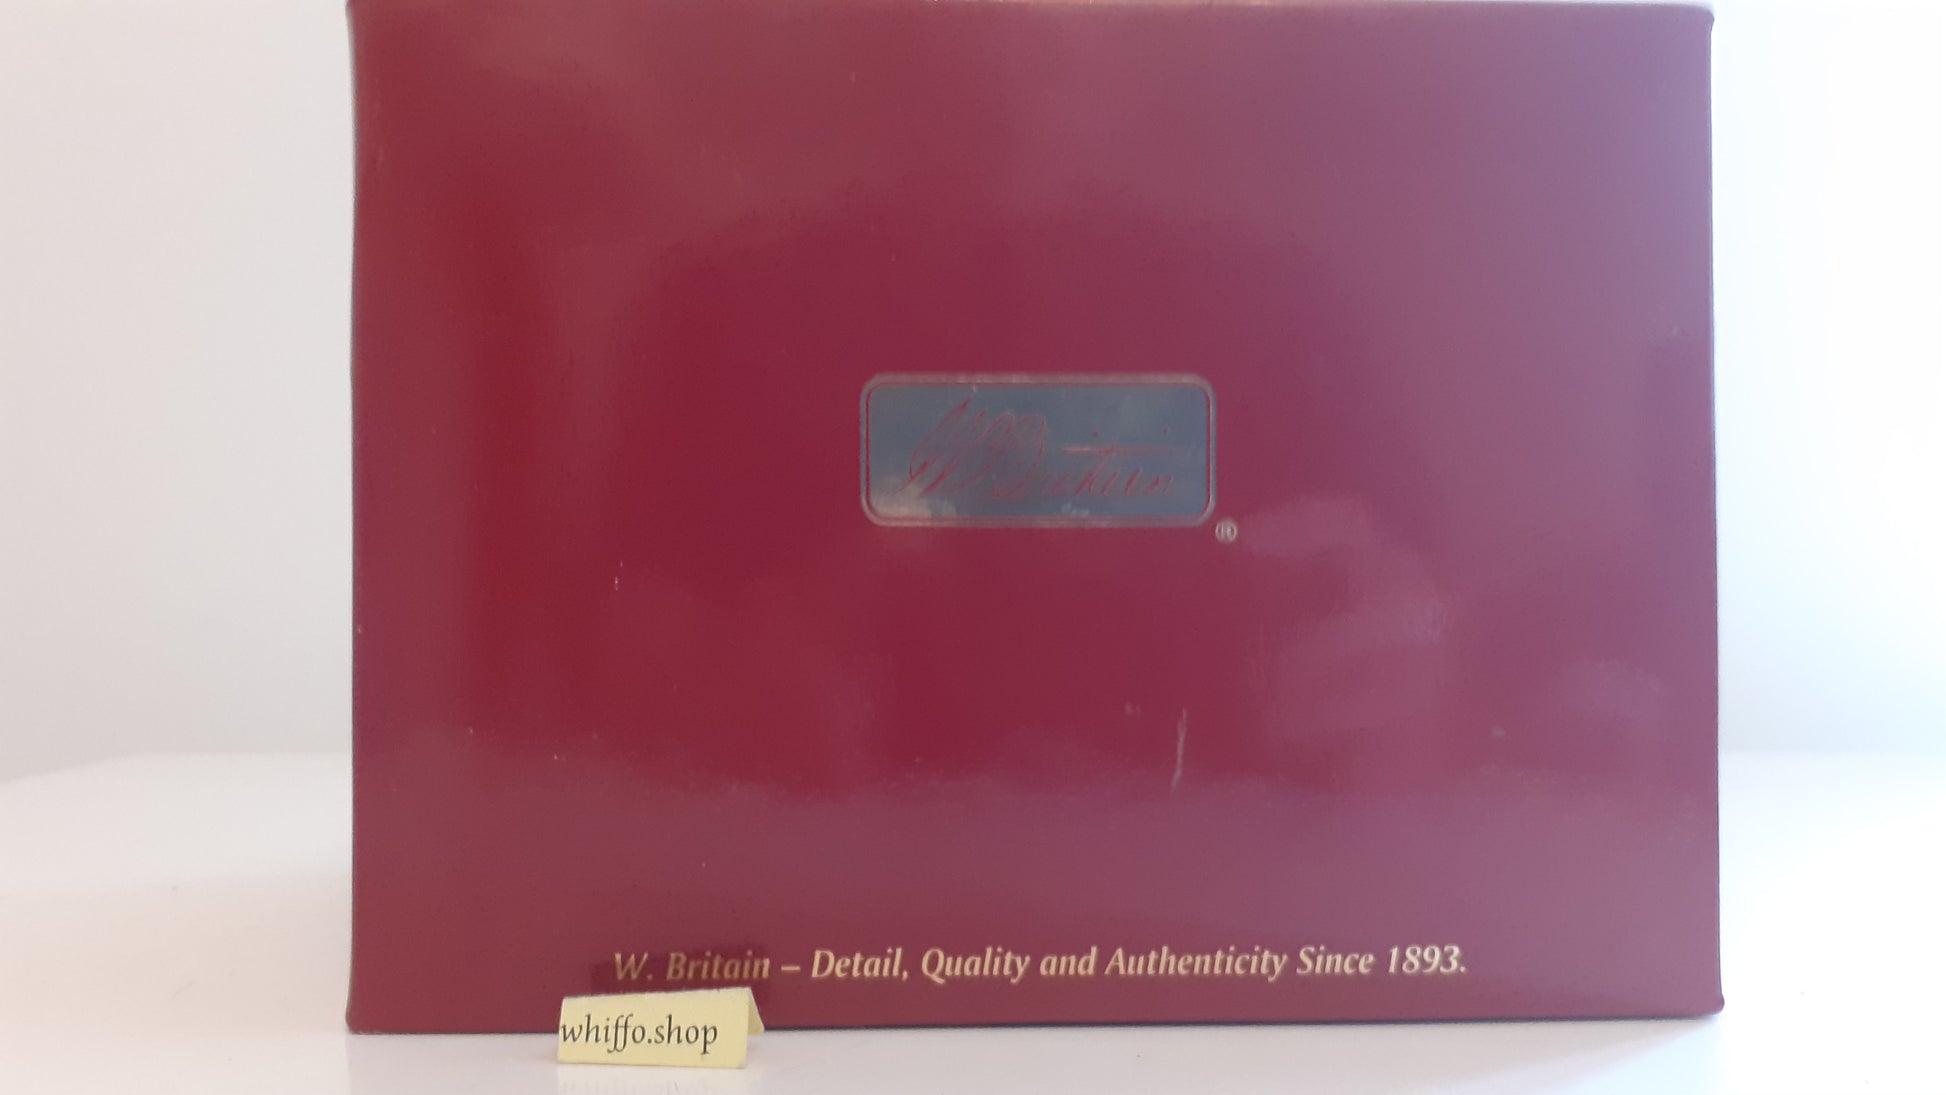 W. Britain
®
W. Britain – Detail, Quality and Authenticity Since 1893.
whiffo.shop